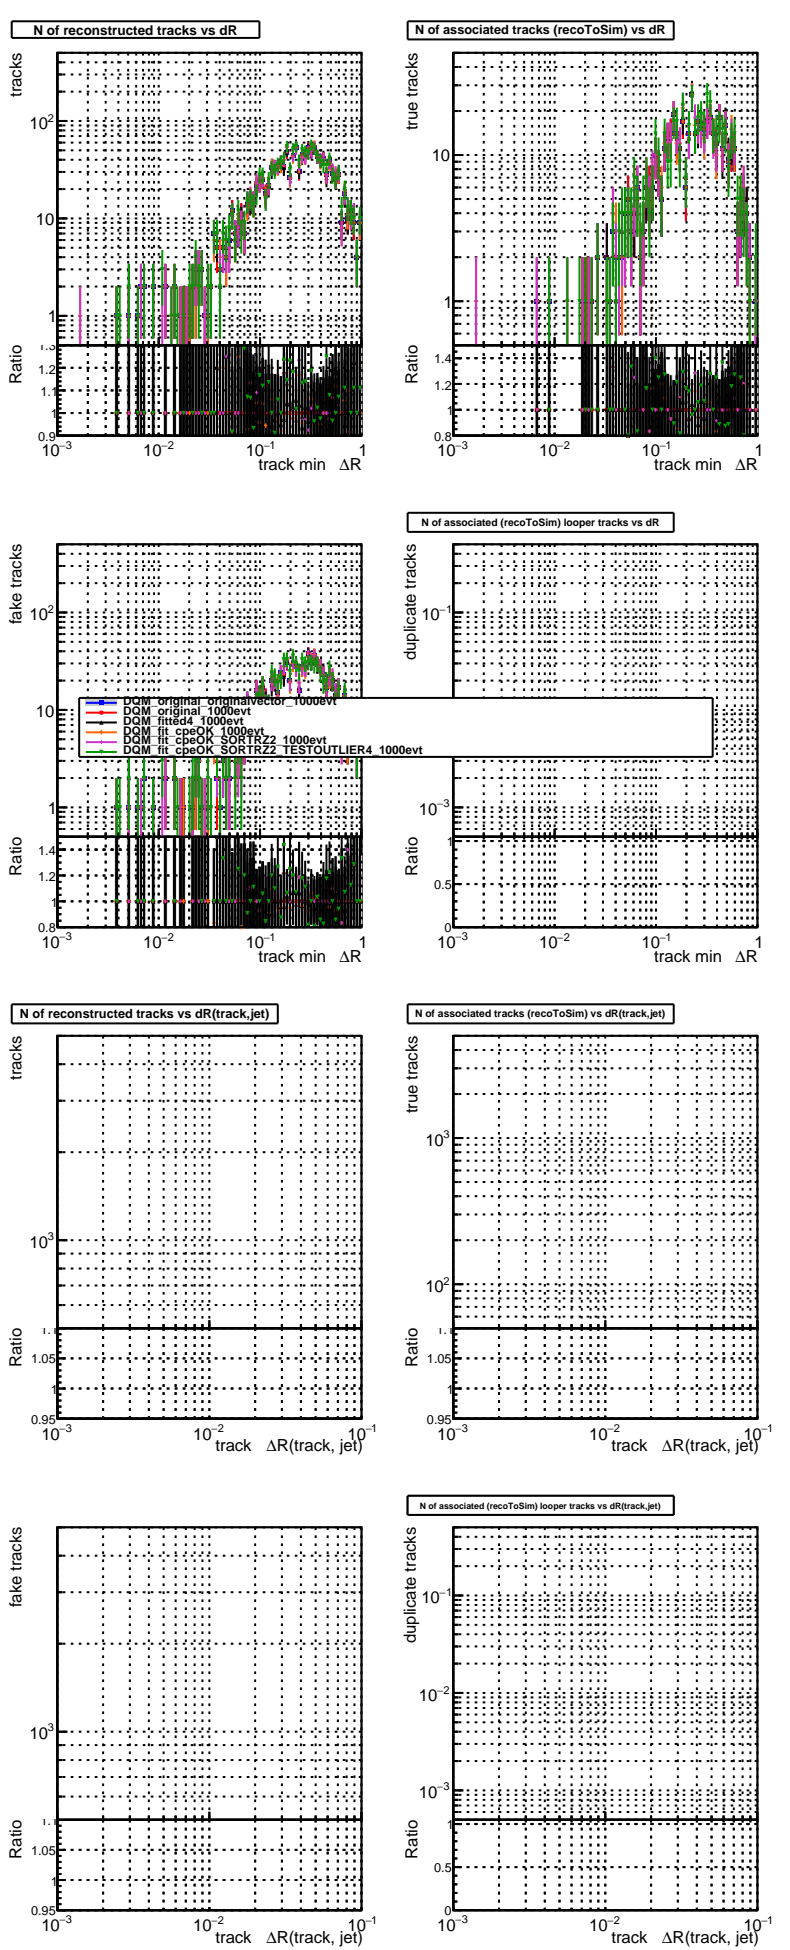 N of reconstructed tracks vs dR
tracks
10²
10
1
Ratio
1.3
1.2
1.1
1
0.9
10⁻³ 10⁻² 10⁻¹ 1
track min ΔR
N of associated tracks (recoToSim) vs dR
true tracks
10
1
Ratio
1.4
1.2
1
0.8
10⁻³ 10⁻² 10⁻¹ 1
track min ΔR
fake tracks
10²
10
1
Ratio
1.4
1.2
1
0.8
10⁻³ 10⁻² 10⁻¹ 1
track min ΔR
N of associated (recoToSim) looper tracks vs dR
duplicate tracks
10⁻¹
10⁻³
Ratio
1
0.5
0
10⁻³ 10⁻² 10⁻¹ 1
track min ΔR
DQM_original_originalvector_1000evt
DQM_original_1000evt
DQM_fitted4_1000evt
DQM_fit_cpeOK_1000evt
DQM_fit_cpeOK_SORTRZ2_1000evt
DQM_fit_cpeOK_SORTRZ2_TESTOUTLIER4_1000evt
N of reconstructed tracks vs dR(track,jet)
tracks
10³
Ratio
1.1
1.05
1
0.95
10⁻³ 10⁻² 10⁻¹
track ΔR(track, jet)
N of associated tracks (recoToSim) vs dR(track,jet)
true tracks
10³
10²
Ratio
1.1
1.05
1
0.95
10⁻³ 10⁻² 10⁻¹
track ΔR(track, jet)
fake tracks
10³
Ratio
1.1
1.05
1
0.95
10⁻³ 10⁻² 10⁻¹
track ΔR(track, jet)
N of associated (recoToSim) looper tracks vs dR(track,jet)
duplicate tracks
10⁻¹
10⁻²
10⁻³
Ratio
1
0.5
0
10⁻³ 10⁻² 10⁻¹
track ΔR(track, jet)